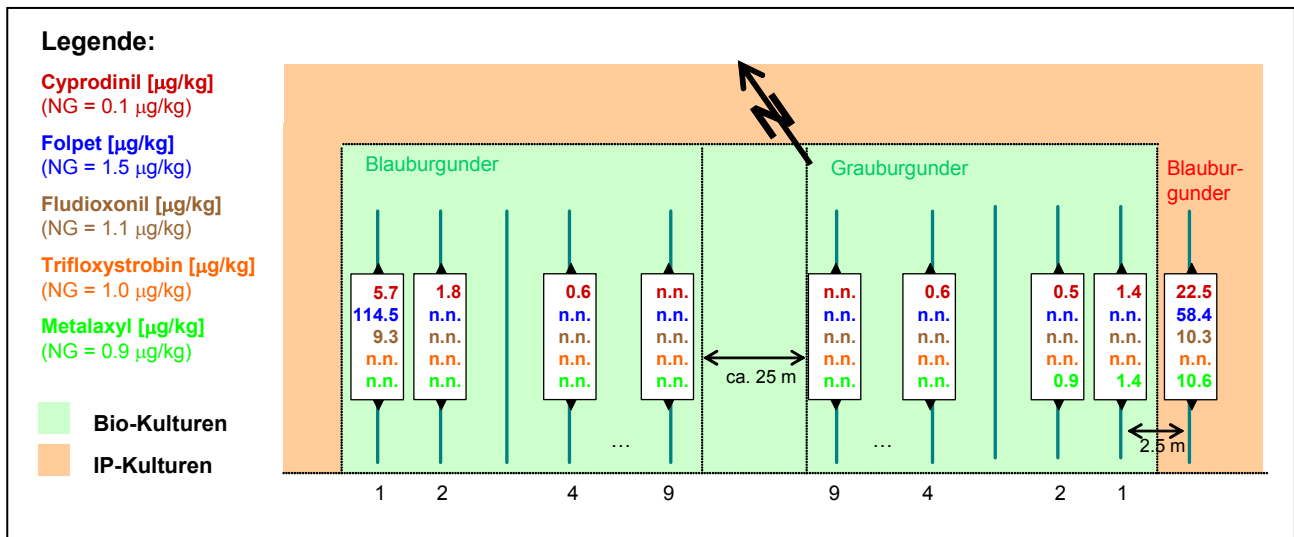 Legende:
Cyprodinil [µg/kg]
(NG = 0.1 µg/kg)
Folpet [µg/kg]
(NG = 1.5 µg/kg)
Fludioxonil [µg/kg]
(NG = 1.1 µg/kg)
Trifloxystrobin [µg/kg]
(NG = 1.0 µg/kg)
Metalaxyl [µg/kg]
(NG = 0.9 µg/kg)
Bio-Kulturen
IP-Kulturen
Blauburgunder
Grauburgunder
Blaubur-
gunder
5.7
114.5
9.3
n.n.
n.n.
1.8
n.n.
n.n.
n.n.
n.n.
0.6
n.n.
n.n.
n.n.
n.n.
n.n.
n.n.
n.n.
n.n.
n.n.
ca. 25 m
n.n.
n.n.
n.n.
n.n.
n.n.
0.6
n.n.
n.n.
n.n.
n.n.
0.5
n.n.
n.n.
n.n.
0.9
1.4
n.n.
n.n.
n.n.
1.4
22.5
58.4
10.3
n.n.
10.6
2.5 m
... ...
1 2 4 9 9 4 2 1